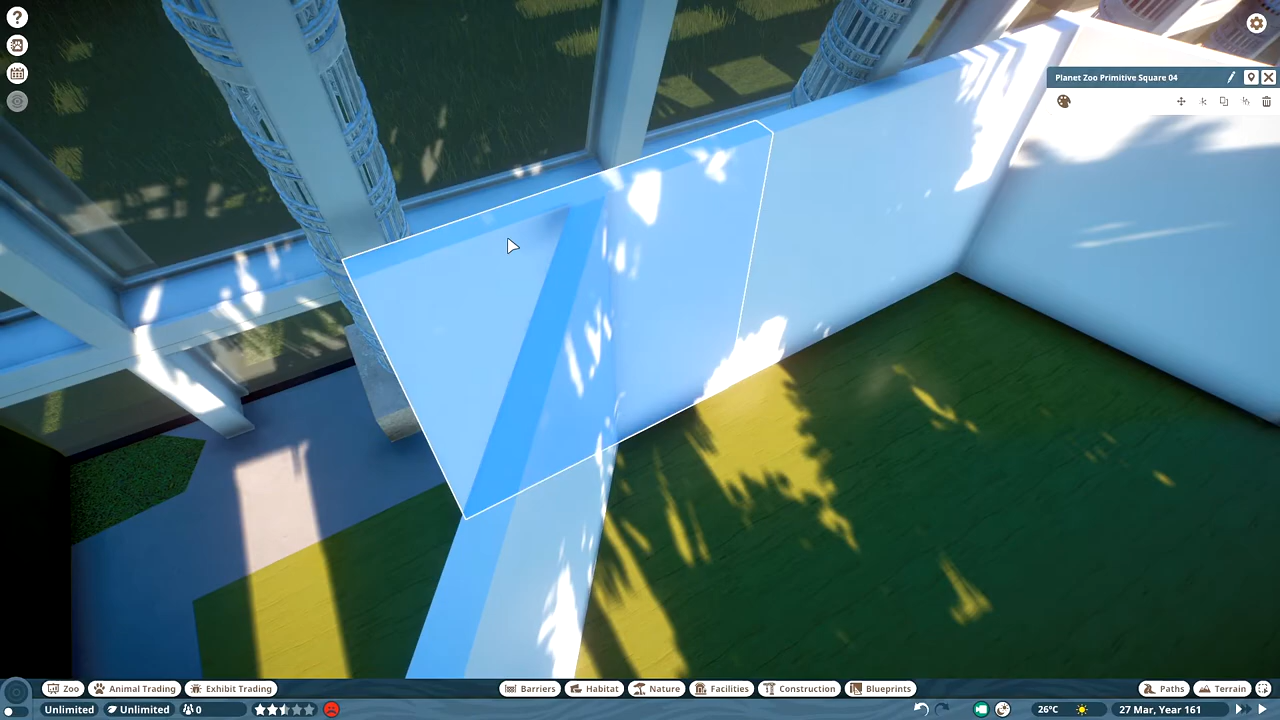 ?
Planet Zoo Primitive Square 04
Zoo
Animal Trading
Exhibit Trading
Barriers
Habitat
Nature
Facilities
Construction
Blueprints
Paths
Terrain
Unlimited
Unlimited
0
26°C
27 Mar, Year 161